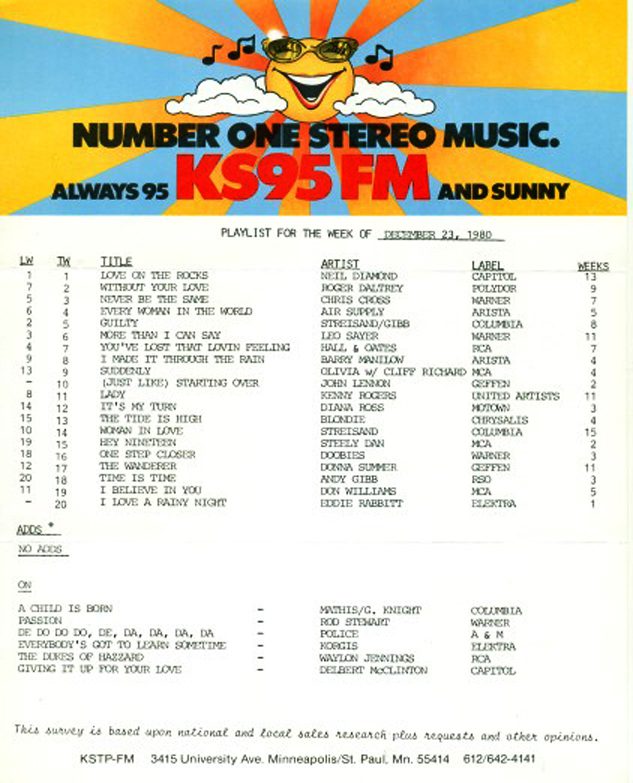 NUMBER ONE STEREO MUSIC.
ALWAYS 95 KS95 FM AND SUNNY
PLAYLIST FOR THE WEEK OF DECEMBER 23, 1980
LW TW TITLE ARTIST LABEL WEEKS
1 1 LOVE ON THE ROCKS NEIL DIAMOND CAPITOL 13
7 2 WITHOUT YOUR LOVE ROGER DALTREY POLYDOR 9
5 3 NEVER BE THE SAME CHRIS CROSS WARNER 7
6 4 EVERY WOMAN IN THE WORLD AIR SUPPLY ARISTA 5
2 5 GUILTY STREISAND/GIBB COLUMBIA 8
3 6 MORE THAN I CAN SAY LEO SAYER WARNER 11
4 7 YOU'VE LOST THAT LOVIN FEELING HALL & OATES RCA 7
9 8 I MADE IT THROUGH THE RAIN BARRY MANILOW ARISTA 4
13 9 SUDDENLY OLIVIA w/ CLIFF RICHARD MCA 4
- 10 (JUST LIKE) STARTING OVER JOHN LENNON GEFFEN 2
8 11 LADY KENNY ROGERS UNITED ARTISTS 11
14 12 IT'S MY TURN DIANA ROSS MOTOWN 3
15 13 THE TIDE IS HIGH BLONDIE CHRYSALIS 4
10 14 WOMAN IN LOVE STREISAND COLUMBIA 15
19 15 HEY NINETEEN STEELY DAN MCA 2
18 16 ONE STEP CLOSER DOOBIES WARNER 3
12 17 THE WANDERER DONNA SUMMER GEFFEN 11
20 18 TIME IS TIME ANDY GIBB RSO 3
11 19 I BELIEVE IN YOU DON WILLIAMS MCA 5
- 20 I LOVE A RAINY NIGHT EDDIE RABBITT ELEKTRA 1
ADDS *
NO ADDS
ON
A CHILD IS BORN - MATHIS/G. KNIGHT COLUMBIA
PASSION - ROD STEWART WARNER
DE DO DO DO, DE, DA, DA, DA, DA - POLICE A & M
EVERYBODY'S GOT TO LEARN SOMETIME - KORGIS ELEKTRA
THE DUKES OF HAZZARD - WAYLON JENNINGS RCA
GIVING IT UP FOR YOUR LOVE - DELBERT McCLINTON CAPITOL
This survey is based upon national and local sales research plus requests and other opinions.
KSTP-FM 3415 University Ave. Minneapolis/St. Paul, Mn. 55414 612/642-4141